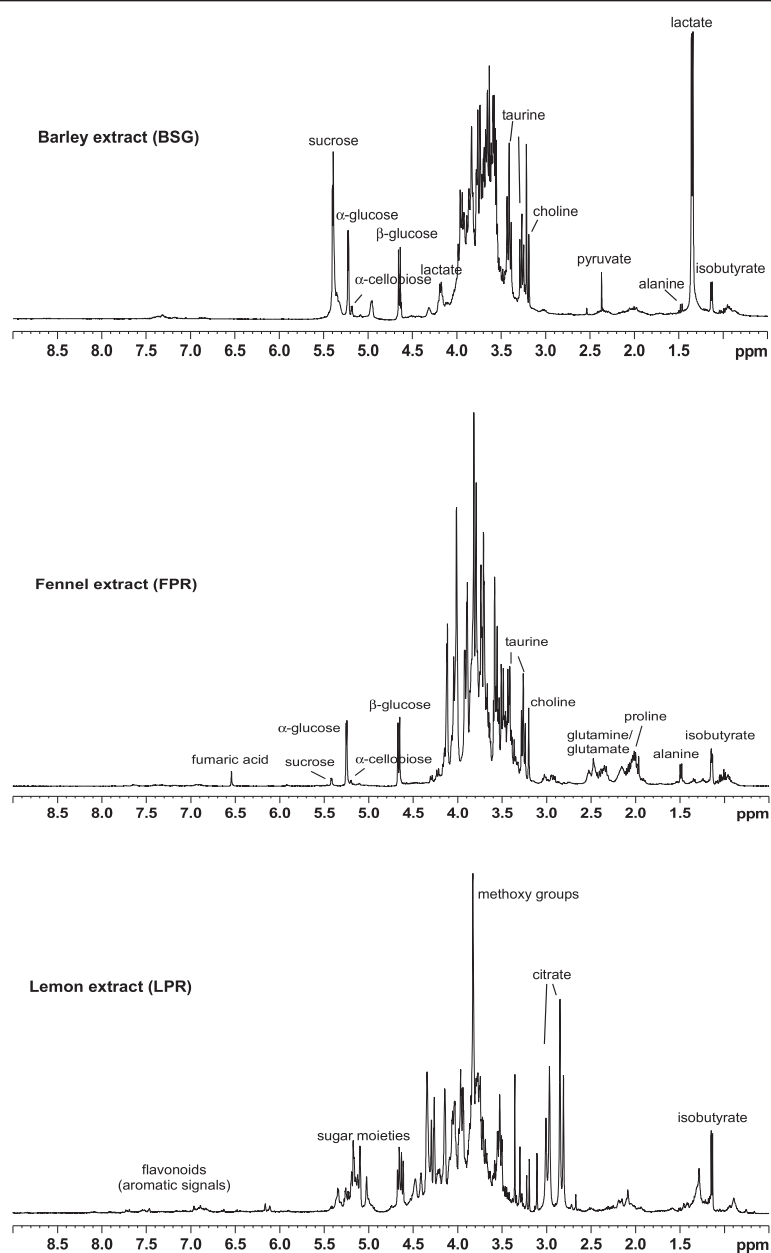 lactate
Barley extract (BSG)
sucrose
taurine
α-glucose
choline
β-glucose
pyruvate
lactate
isobutyrate
α-cellobiose
alanine
8.5 8.0 7.5 7.0 6.5 6.0 5.5 5.0 4.5 4.0 3.5 3.0 2.5 2.0 1.5 ppm
Fennel extract (FPR)
taurine
β-glucose
choline
proline
α-glucose
glutamine/
glutamate
isobutyrate
fumaric acid
sucrose
α-cellobiose
alanine
8.5 8.0 7.5 7.0 6.5 6.0 5.5 5.0 4.5 4.0 3.5 3.0 2.5 2.0 1.5 ppm
methoxy groups
citrate
Lemon extract (LPR)
isobutyrate
sugar moieties
flavonoids
(aromatic signals)
8.5 8.0 7.5 7.0 6.5 6.0 5.5 5.0 4.5 4.0 3.5 3.0 2.5 2.0 1.5 ppm